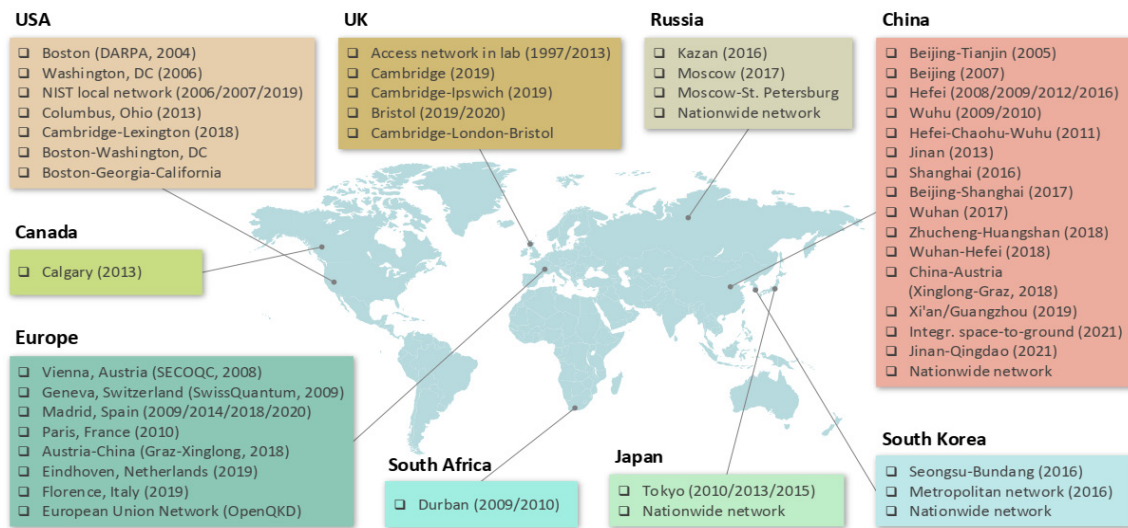 USA
❑ Boston (DARPA, 2004)
❑ Washington, DC (2006)
❑ NIST local network (2006/2007/2019)
❑ Columbus, Ohio (2013)
❑ Cambridge-Lexington (2018)
❑ Boston-Washington, DC
❑ Boston-Georgia-California
UK
❑ Access network in lab (1997/2013)
❑ Cambridge (2019)
❑ Cambridge-Ipswich (2019)
❑ Bristol (2019/2020)
❑ Cambridge-London-Bristol
Russia
❑ Kazan (2016)
❑ Moscow (2017)
❑ Moscow-St. Petersburg
❑ Nationwide network
China
❑ Beijing-Tianjin (2005)
❑ Beijing (2007)
❑ Hefei (2008/2009/2012/2016)
❑ Wuhu (2009/2010)
❑ Hefei-Chaohu-Wuhu (2011)
❑ Jinan (2013)
❑ Shanghai (2016)
❑ Beijing-Shanghai (2017)
❑ Wuhan (2017)
❑ Zhucheng-Huangshan (2018)
❑ Wuhan-Hefei (2018)
❑ China-Austria
(Xinglong-Graz, 2018)
❑ Xi'an/Guangzhou (2019)
❑ Integr. space-to-ground (2021)
❑ Jinan-Qingdao (2021)
❑ Nationwide network
Canada
❑ Calgary (2013)
Europe
❑ Vienna, Austria (SECOQC, 2008)
❑ Geneva, Switzerland (SwissQuantum, 2009)
❑ Madrid, Spain (2009/2014/2018/2020)
❑ Paris, France (2010)
❑ Austria-China (Graz-Xinglong, 2018)
❑ Eindhoven, Netherlands (2019)
❑ Florence, Italy (2019)
❑ European Union Network (OpenQKD)
South Africa
❑ Durban (2009/2010)
Japan
❑ Tokyo (2010/2013/2015)
❑ Nationwide network
South Korea
❑ Seongsu-Bundang (2016)
❑ Metropolitan network (2016)
❑ Nationwide network